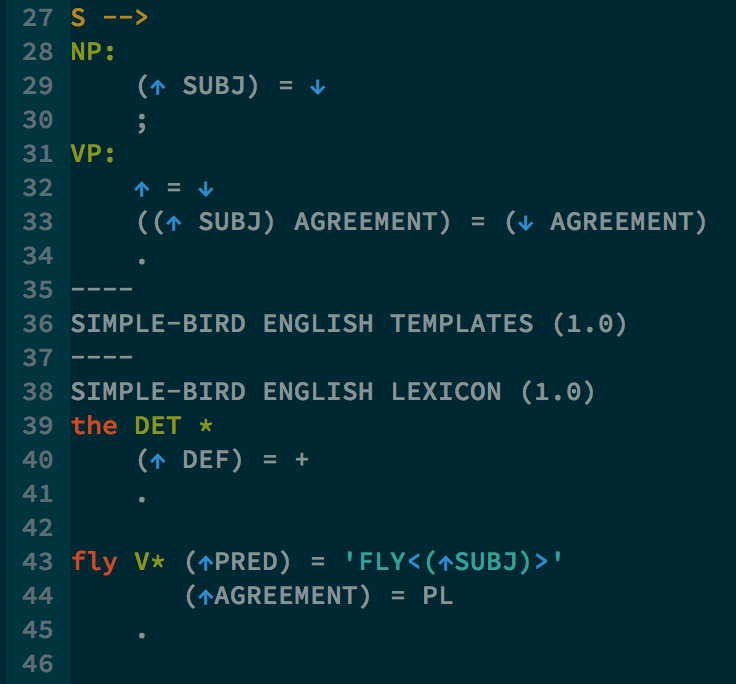 27 S -->
28 NP:
29     (↑ SUBJ) = ↓
30     ;
31 VP:
32     ↑ = ↓
33     ((↑ SUBJ) AGREEMENT) = (↓ AGREEMENT)
34     .
35 ----
36 SIMPLE-BIRD ENGLISH TEMPLATES (1.0)
37 ----
38 SIMPLE-BIRD ENGLISH LEXICON (1.0)
39 the DET *
40     (↑ DEF) = +
41     .
42
43 fly V* (↑PRED) = 'FLY<(↑SUBJ)>'
44        (↑AGREEMENT) = PL
45     .
46